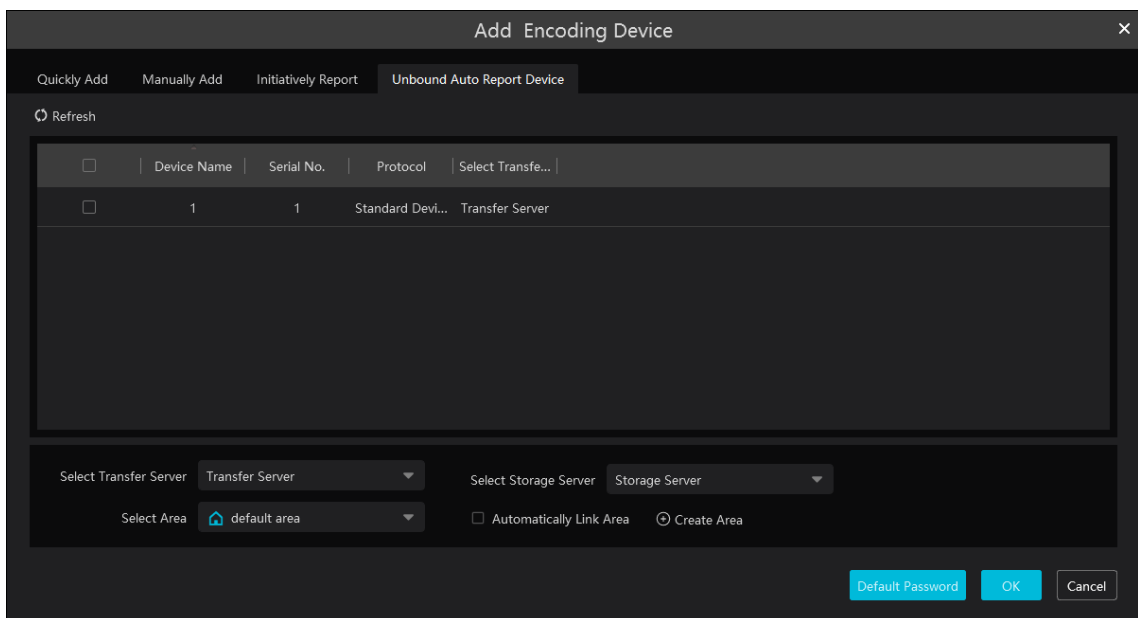 Add Encoding Device
Quickly Add Manually Add Initiatively Report Unbound Auto Report Device
Refresh
Device Name Serial No. Protocol Select Transfe...
1 1 Standard Devi... Transfer Server
Select Transfer Server Transfer Server Select Storage Server Storage Server
Select Area default area Automatically Link Area Create Area
Default Password OK Cancel